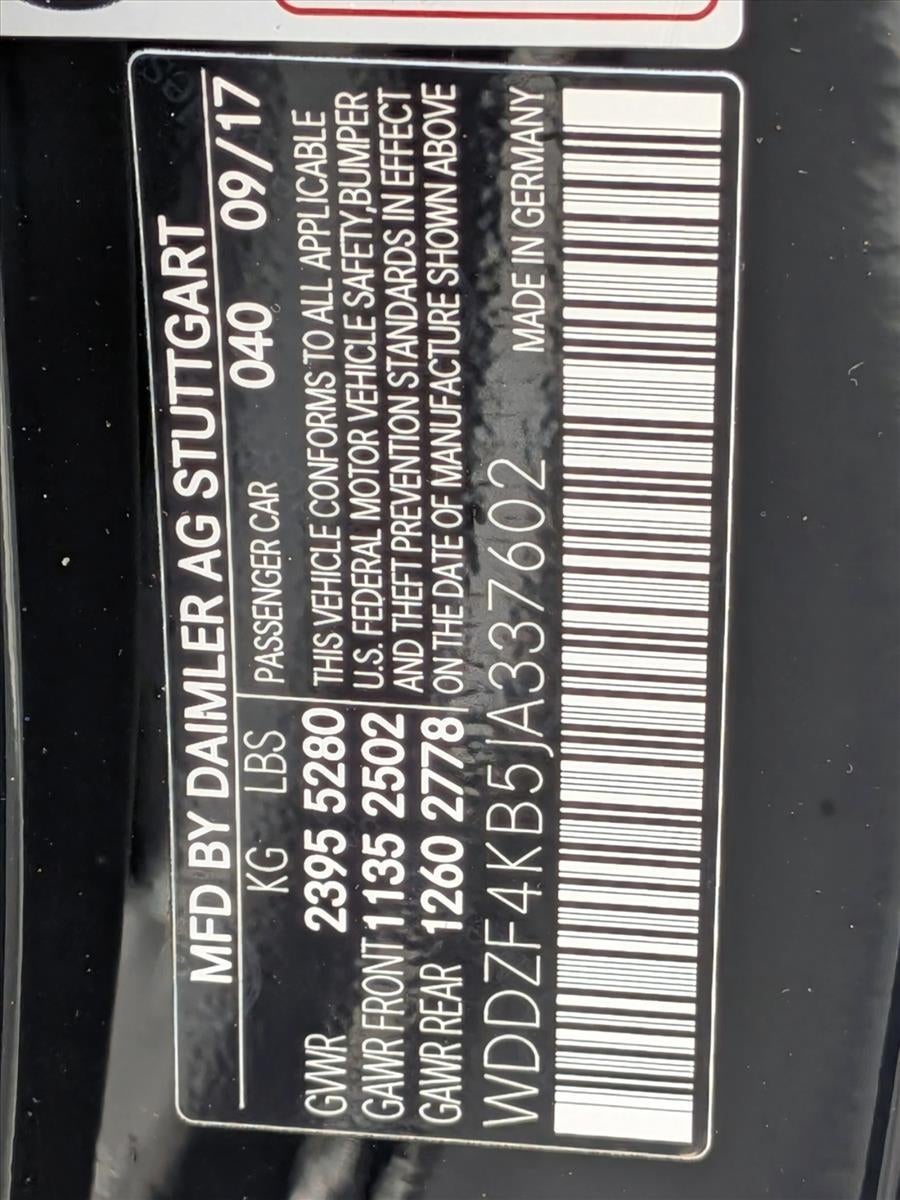 MFD BY DAIMLER AG STUTTGART
KG LBS PASSENGER CAR 040 09/17
GVWR 2395 5280 THIS VEHICLE CONFORMS TO ALL APPLICABLE
GAWR FRONT 1135 2502 U.S. FEDERAL MOTOR VEHICLE SAFETY,BUMPER
AND THEFT PREVENTION STANDARDS IN EFFECT
GAWR REAR 1260 2778 ON THE DATE OF MANUFACTURE SHOWN ABOVE
WDDZF4KB5JA337602 MADE IN GERMANY